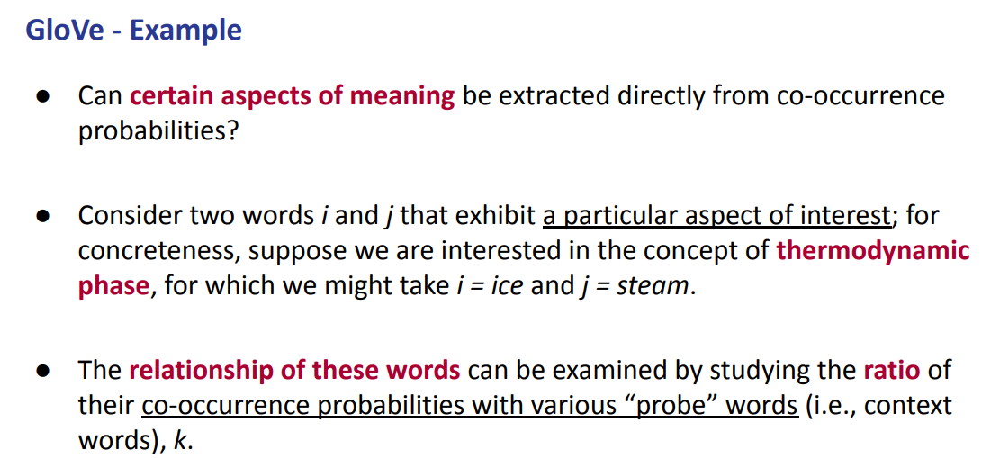 GloVe - Example
● Can certain aspects of meaning be extracted directly from co-occurrence
probabilities?
● Consider two words i and j that exhibit a particular aspect of interest; for
concreteness, suppose we are interested in the concept of thermodynamic
phase, for which we might take i = ice and j = steam.
● The relationship of these words can be examined by studying the ratio of
their co-occurrence probabilities with various “probe” words (i.e., context
words), k.